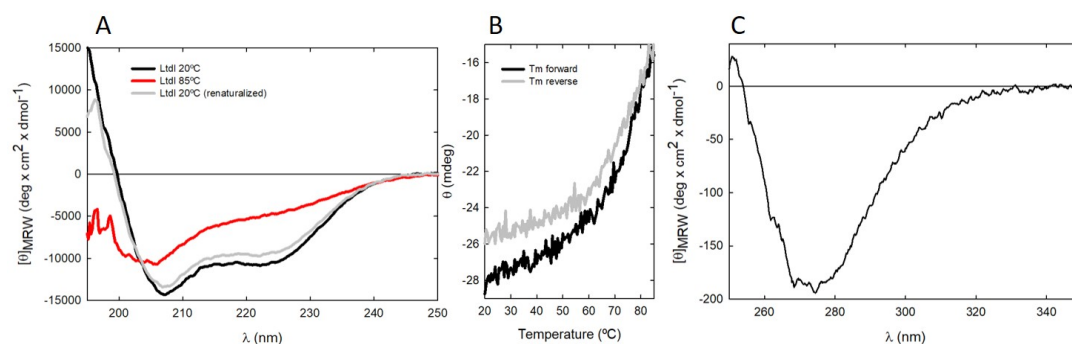 A
B
C
15000
10000
5000
0
-5000
-10000
-15000
[θ]MRW (deg x cm² x dmol⁻¹)
LtdI 20ºC
LtdI 85ºC
LtdI 20ºC (renaturalized)
200 210 220 230 240 250
λ (nm)
-16
-18
-20
-22
-24
-26
-28
θ (mdeg)
Tm forward
Tm reverse
20 30 40 50 60 70 80
Temperature (ºC)
0
-50
-100
-150
-200
[θ]MRW (deg x cm² x dmol⁻¹)
260 280 300 320 340
λ (nm)